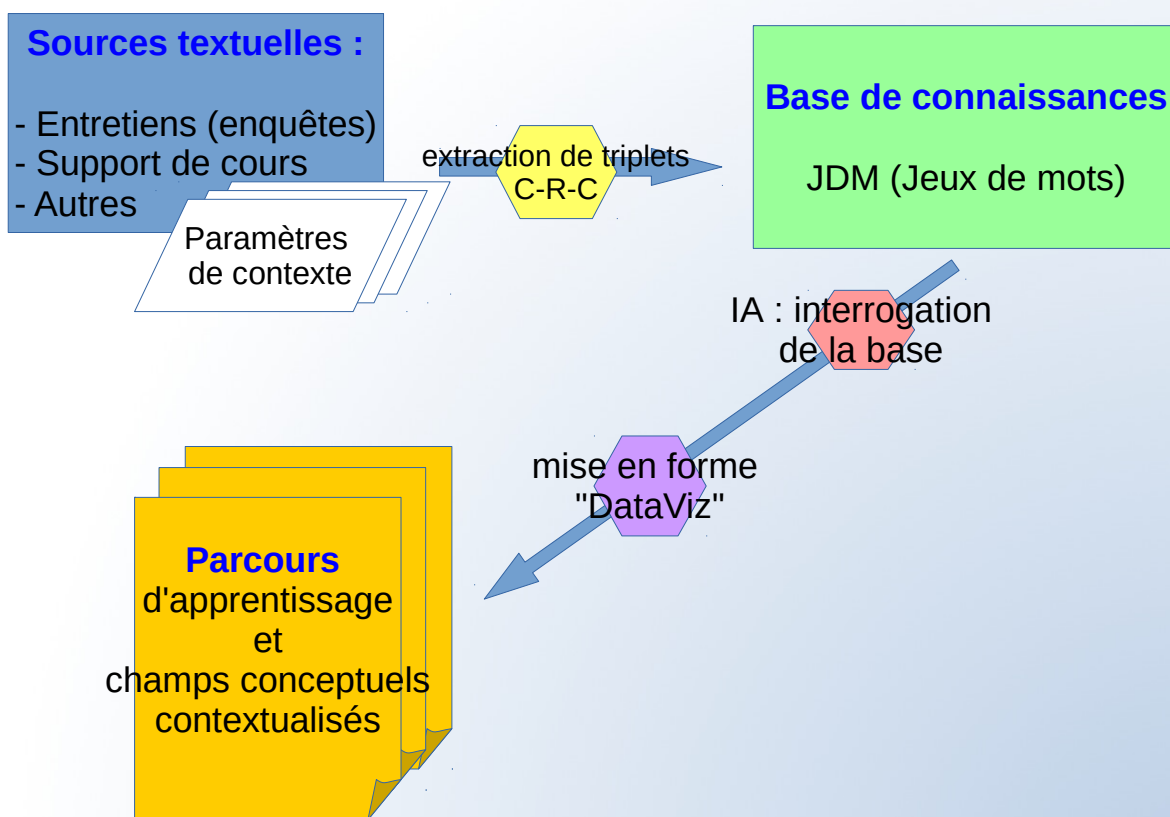 Sources textuelles :
- Entretiens (enquêtes)
- Support de cours
- Autres
Paramètres
de contexte
extraction de triplets
C-R-C
Base de connaissances
JDM (Jeux de mots)
IA : interrogation
de la base
mise en forme
"DataViz"
Parcours
d'apprentissage
et
champs conceptuels
contextualisés